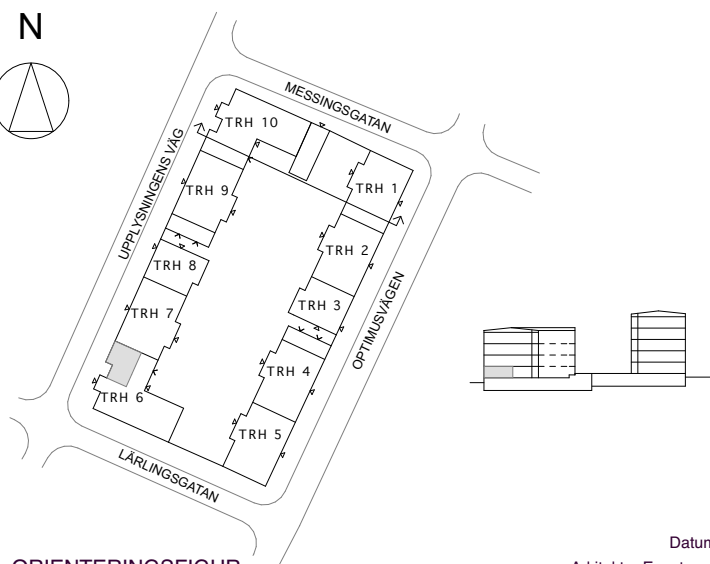 N
MESSINGSGATAN
TRH 10
UPPLYSNINGENS VÄG
TRH 1
TRH 9
TRH 2
TRH 8
TRH 3
OPTIMUSVÄGEN
TRH 7
TRH 4
TRH 6
TRH 5
LÄRLINGSGATAN
Datum
ORIENTERINGSFIGUR